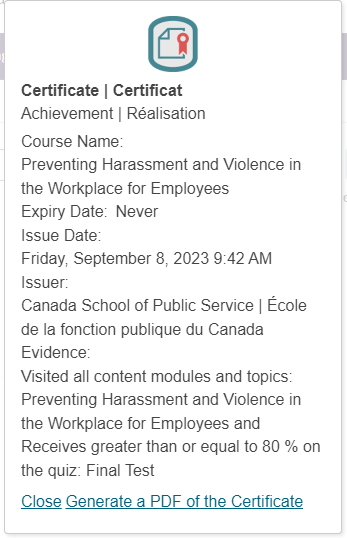 Certificate | Certificat
Achievement | Réalisation
Course Name:
Preventing Harassment and Violence in
the Workplace for Employees
Expiry Date: Never
Issue Date:
Friday, September 8, 2023 9:42 AM
Issuer:
Canada School of Public Service | École
de la fonction publique du Canada
Evidence:
Visited all content modules and topics:
Preventing Harassment and Violence in
the Workplace for Employees and
Receives greater than or equal to 80 % on
the quiz: Final Test
Close Generate a PDF of the Certificate